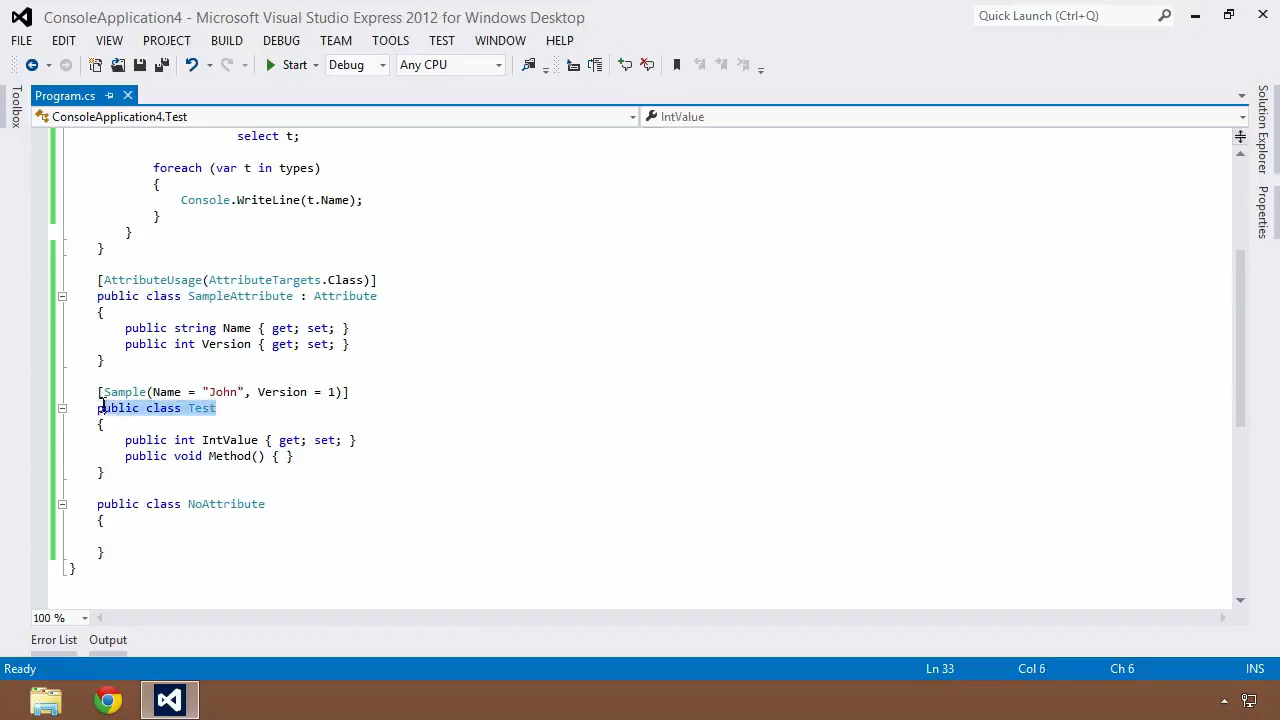 ConsoleApplication4 - Microsoft Visual Studio Express 2012 for Windows Desktop
Quick Launch (Ctrl+Q)
FILE EDIT VIEW PROJECT BUILD DEBUG TEAM TOOLS TEST WINDOW HELP
Start Debug Any CPU
Toolbox
Program.cs
Solution Explorer
Properties
ConsoleApplication4.Test IntValue
select t;
foreach (var t in types)
{
Console.WriteLine(t.Name);
}
}
}
[AttributeUsage(AttributeTargets.Class)]
public class SampleAttribute : Attribute
{
public string Name { get; set; }
public int Version { get; set; }
}
[Sample(Name = "John", Version = 1)]
public class Test
{
public int IntValue { get; set; }
public void Method() { }
}
public class NoAttribute
{
}
}
100 %
Error List Output
Ready Ln 33 Col 6 Ch 6 INS